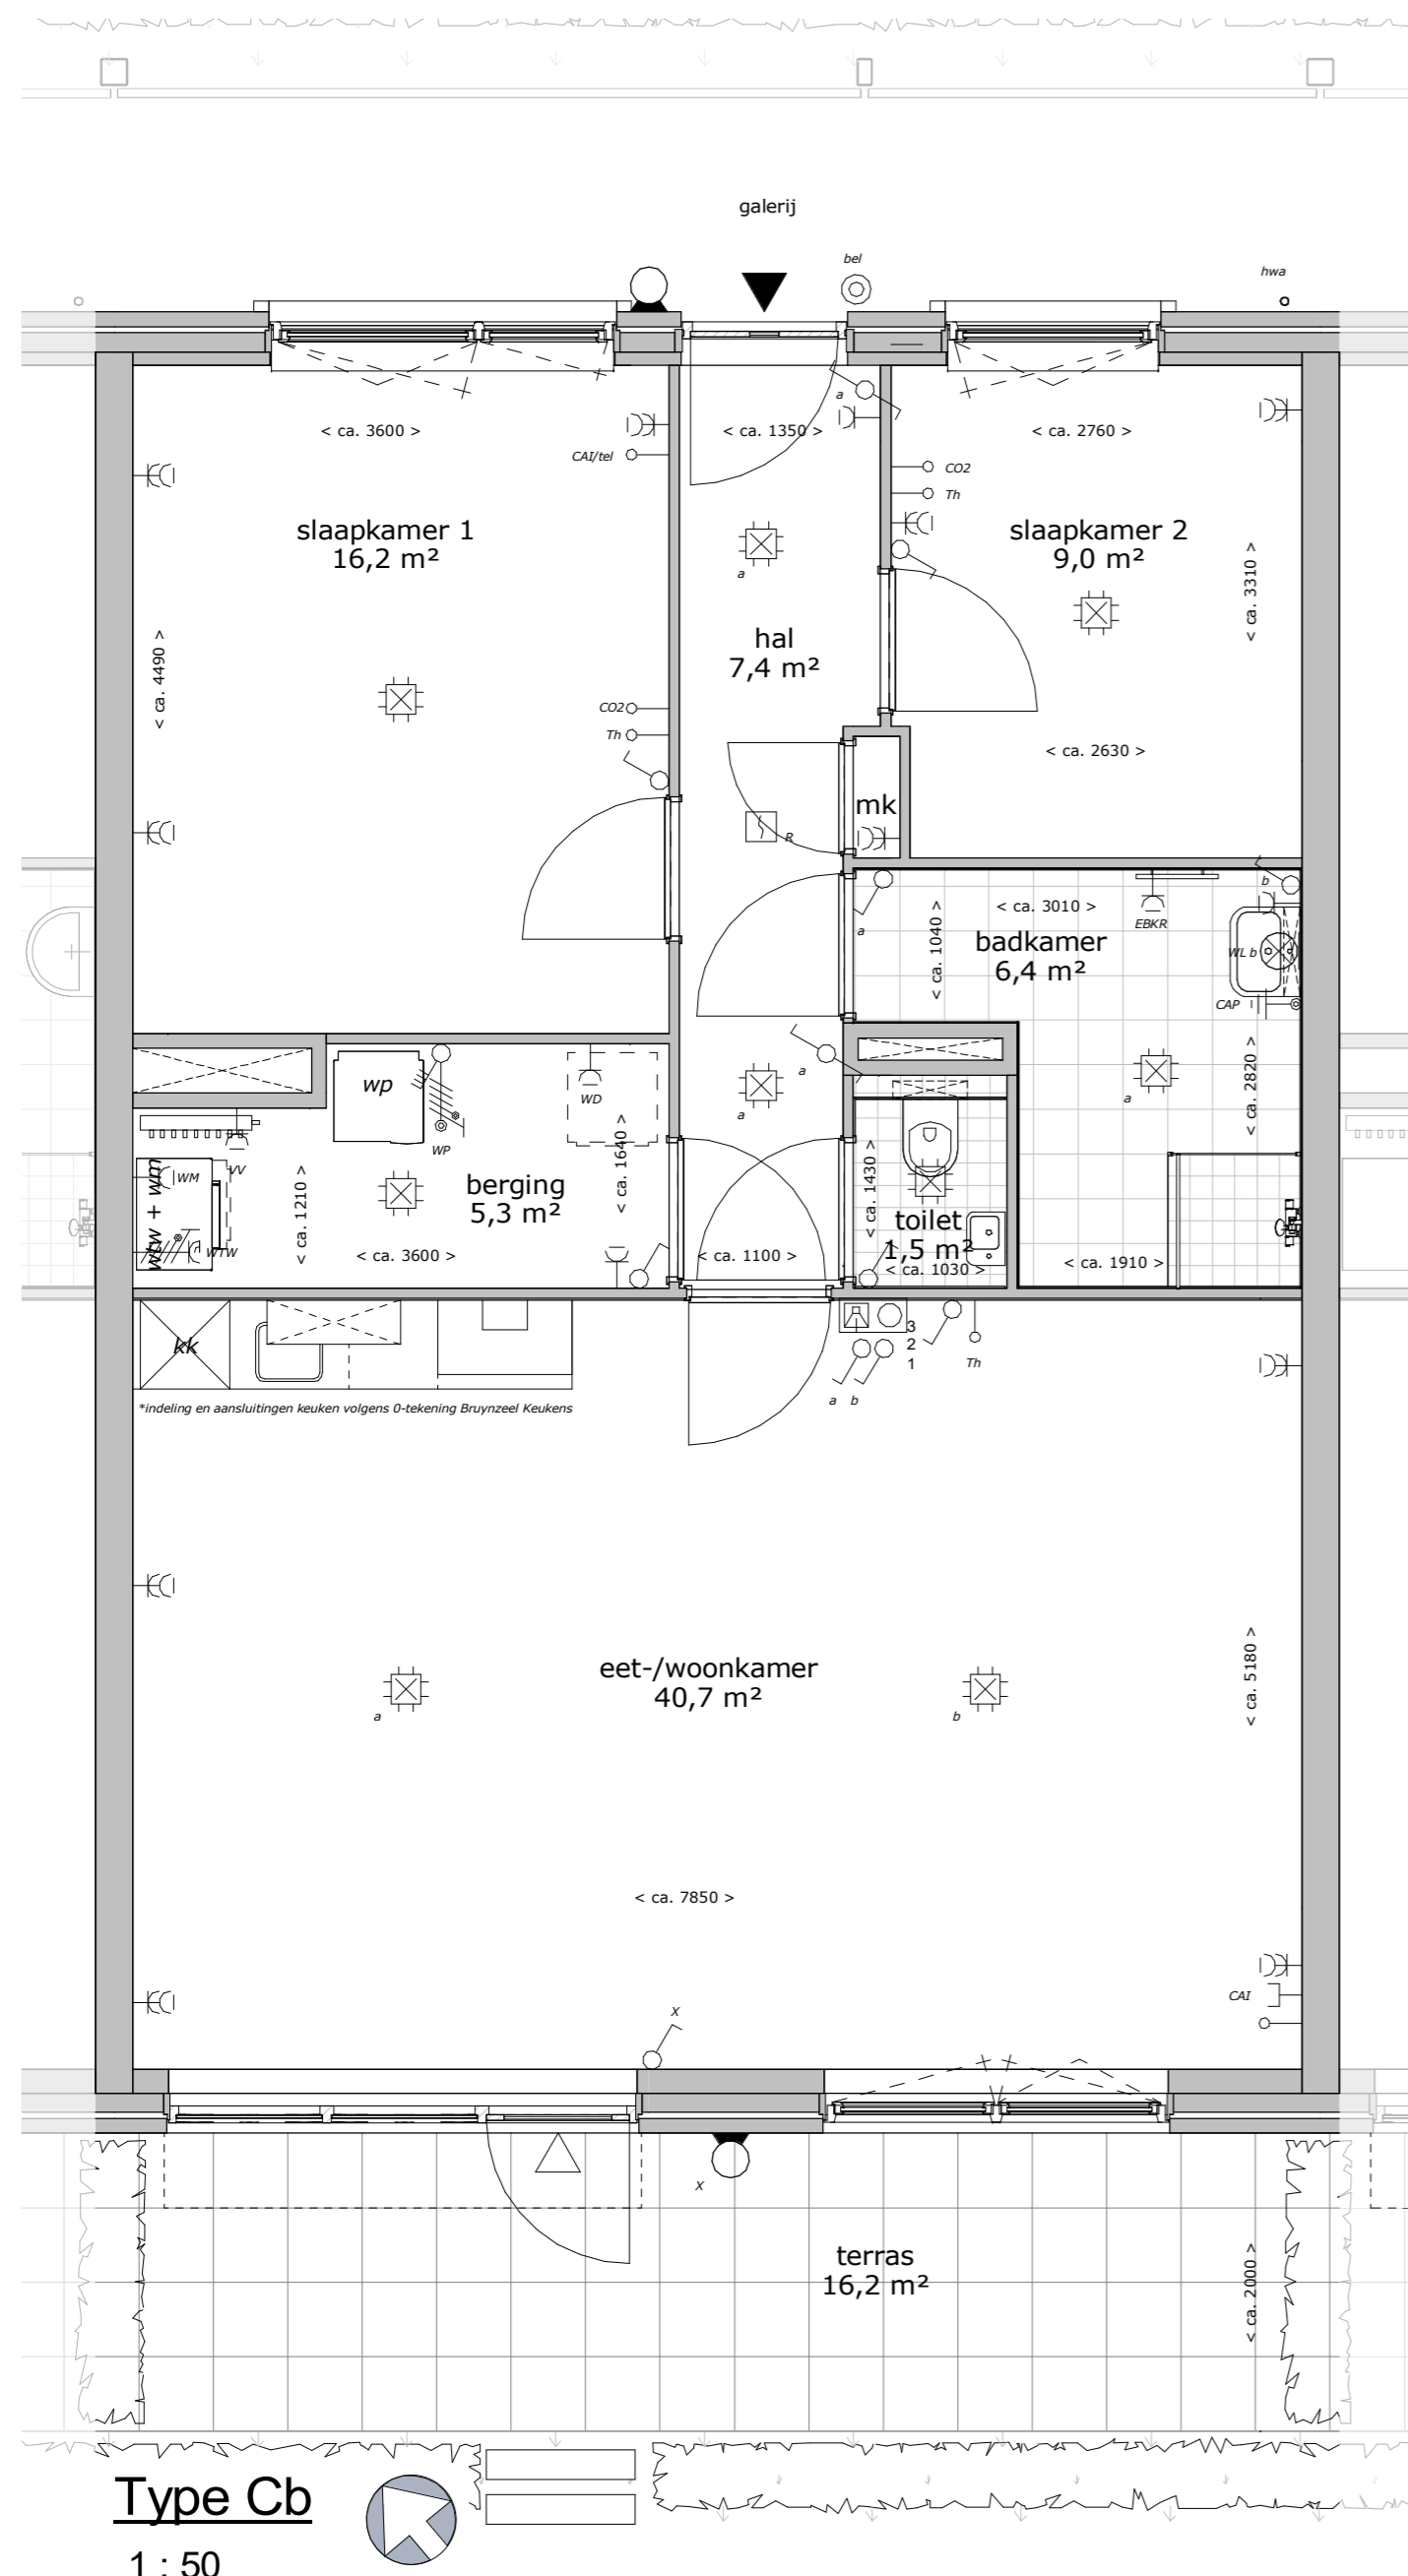 galerij
bel
hwa
< ca. 3600 >
a
< ca. 1350 >
< ca. 2760 >
CAI/tel
CO2
Th
slaapkamer 1
16,2 m²
slaapkamer 2
9,0 m²
a
< ca. 3310 >
hal
7,4 m²
< ca. 4490 >
CO2
Th
< ca. 2630 >
mk
R
b
< ca. 3010 >
EBKR
a
< ca. 1040 >
badkamer
6,4 m²
WL b
CAP
wp
a
a
a
WD
< ca. 2820 >
WP
< ca. 1640 >
VV
WM
wtw + wm
WTW
< ca. 1210 >
berging
5,3 m²
< ca. 1430 >
toilet
1,5 m²
< ca. 3600 >
< ca. 1100 >
< ca. 1030 >
< ca. 1910 >
kk
3
2
1
Th
a
b
*indeling en aansluitingen keuken volgens 0-tekening Bruynzeel Keukens
eet-/woonkamer
40,7 m²
< ca. 5180 >
a
b
< ca. 7850 >
CAI
X
X
terras
16,2 m²
< ca. 2000 >
Type Cb
1 : 50